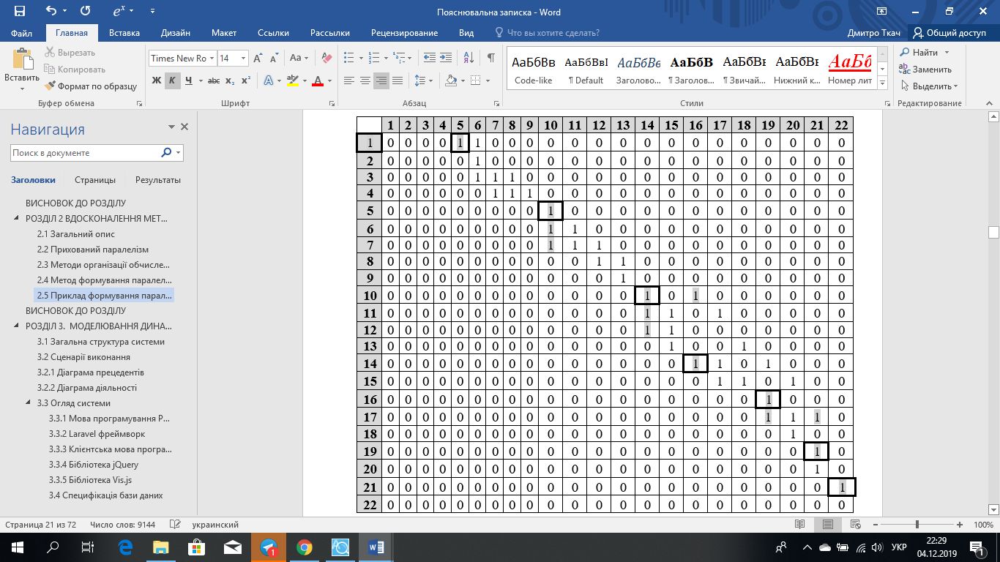 Пояснювальна записка - Word
Файл Главная Вставка Дизайн Макет Ссылки Рассылки Рецензирование Вид Что вы хотите сделать? Дмитро Ткач Общий доступ
Вставить
Вырезать
Копировать
Формат по образцу
Буфер обмена
Times New Ro 14
Ж К Ч abc x₂ x²
Шрифт
Абзац
АаБбВв АаБбВвІ АаБбВв АаБбВ АаБбВı АаБбВı АаБб
Code-like ¶ Default Заголово... ¶ Заголов... ¶ Звичай... Нижний к... Номер лит
Стили
Найти
Заменить
Выделить
Редактирование
Навигация
Поиск в документе
Заголовки Страницы Результаты
ВИСНОВОК ДО РОЗДІЛУ
РОЗДІЛ 2 ВДОСКОНАЛЕННЯ МЕТ...
2.1 Загальний опис
2.2 Прихований паралелізм
2.3 Методи організації обчисле...
2.4 Метод формування паралел...
2.5 Приклад формування парал...
ВИСНОВОК ДО РОЗДІЛУ
РОЗДІЛ 3. МОДЕЛЮВАННЯ ДИНА...
3.1 Загальна структура системи
3.2 Сценарії виконання
3.2.1 Діаграма прецедентів
3.2.2 Діаграма діяльності
3.3 Огляд системи
3.3.1 Мова програмування P...
3.3.2 Laravel фреймворк
3.3.3 Клієнтська мова програ...
3.3.4 Бібліотека jQuery
3.3.5 Бібліотека Vis.js
3.4 Специфікація бази даних
1 2 3 4 5 6 7 8 9 10 11 12 13 14 15 16 17 18 19 20 21 22
1 0 0 0 0 1 1 0 0 0 0 0 0 0 0 0 0 0 0 0 0 0 0
2 0 0 0 0 0 1 0 0 0 0 0 0 0 0 0 0 0 0 0 0 0 0
3 0 0 0 0 0 1 1 1 0 0 0 0 0 0 0 0 0 0 0 0 0 0
4 0 0 0 0 0 0 1 1 1 0 0 0 0 0 0 0 0 0 0 0 0 0
5 0 0 0 0 0 0 0 0 0 1 0 0 0 0 0 0 0 0 0 0 0 0
6 0 0 0 0 0 0 0 0 0 1 1 0 0 0 0 0 0 0 0 0 0 0
7 0 0 0 0 0 0 0 0 0 1 1 1 0 0 0 0 0 0 0 0 0 0
8 0 0 0 0 0 0 0 0 0 0 0 1 1 0 0 0 0 0 0 0 0 0
9 0 0 0 0 0 0 0 0 0 0 0 0 1 0 0 0 0 0 0 0 0 0
10 0 0 0 0 0 0 0 0 0 0 0 0 0 1 0 1 0 0 0 0 0 0
11 0 0 0 0 0 0 0 0 0 0 0 0 0 1 1 0 1 0 0 0 0 0
12 0 0 0 0 0 0 0 0 0 0 0 0 0 1 1 0 0 0 0 0 0 0
13 0 0 0 0 0 0 0 0 0 0 0 0 0 0 1 0 0 1 0 0 0 0
14 0 0 0 0 0 0 0 0 0 0 0 0 0 0 0 1 1 0 1 0 0 0
15 0 0 0 0 0 0 0 0 0 0 0 0 0 0 0 0 1 1 0 1 0 0
16 0 0 0 0 0 0 0 0 0 0 0 0 0 0 0 0 0 0 1 0 0 0
17 0 0 0 0 0 0 0 0 0 0 0 0 0 0 0 0 0 0 1 1 1 0
18 0 0 0 0 0 0 0 0 0 0 0 0 0 0 0 0 0 0 0 1 0 0
19 0 0 0 0 0 0 0 0 0 0 0 0 0 0 0 0 0 0 0 0 1 0
20 0 0 0 0 0 0 0 0 0 0 0 0 0 0 0 0 0 0 0 0 1 0
21 0 0 0 0 0 0 0 0 0 0 0 0 0 0 0 0 0 0 0 0 0 1
22 0 0 0 0 0 0 0 0 0 0 0 0 0 0 0 0 0 0 0 0 0 0
Страница 21 из 72 Число слов: 9144 украинский 100%
УКР 22:29
04.12.2019